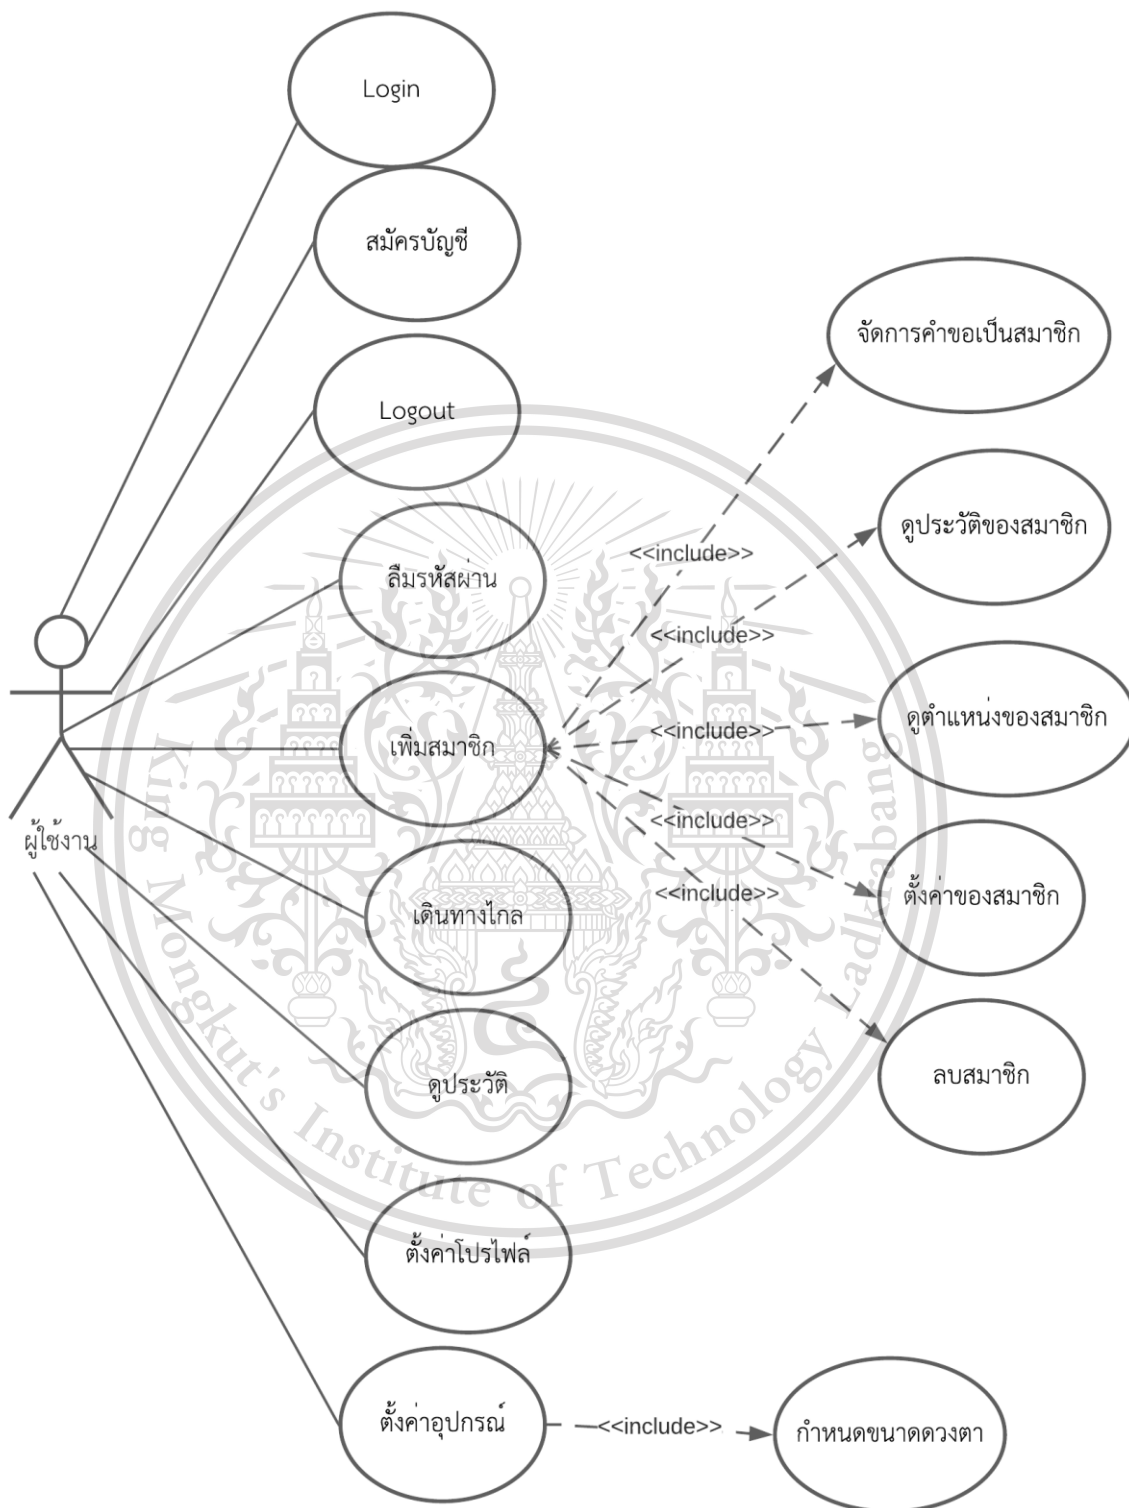 Login
สมัครบัญชี
Logout
ลืมรหัสผ่าน
เพิ่มสมาชิก
เดินทางไกล
ดูประวัติ
ตั้งค่าโปรไฟล์
ตั้งค่าอุปกรณ์
ผู้ใช้งาน
<<include>>
<<include>>
<<include>>
<<include>>
<<include>>
<<include>>
จัดการคำขอเป็นสมาชิก
ดูประวัติของสมาชิก
ดูตำแหน่งของสมาชิก
ตั้งค่าของสมาชิก
ลบสมาชิก
กำหนดขนาดดวงตา
King Mongkut's Institute of Technology Ladkrabang